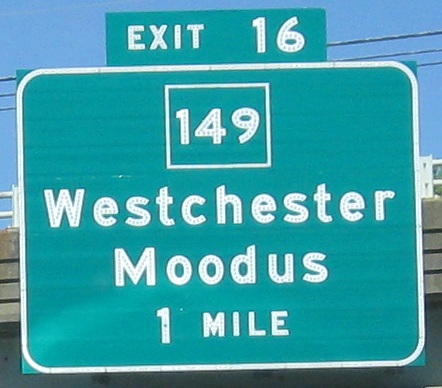 EXIT 16
149
Westchester
Moodus
1 MILE